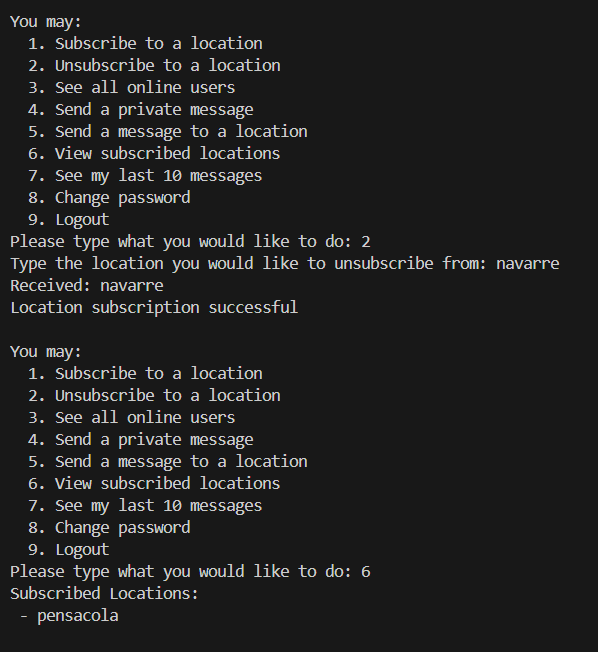 You may:
  1. Subscribe to a location
  2. Unsubscribe to a location
  3. See all online users
  4. Send a private message
  5. Send a message to a location
  6. View subscribed locations
  7. See my last 10 messages
  8. Change password
  9. Logout
Please type what you would like to do: 2
Type the location you would like to unsubscribe from: navarre
Received: navarre
Location subscription successful

You may:
  1. Subscribe to a location
  2. Unsubscribe to a location
  3. See all online users
  4. Send a private message
  5. Send a message to a location
  6. View subscribed locations
  7. See my last 10 messages
  8. Change password
  9. Logout
Please type what you would like to do: 6
Subscribed Locations:
 - pensacola